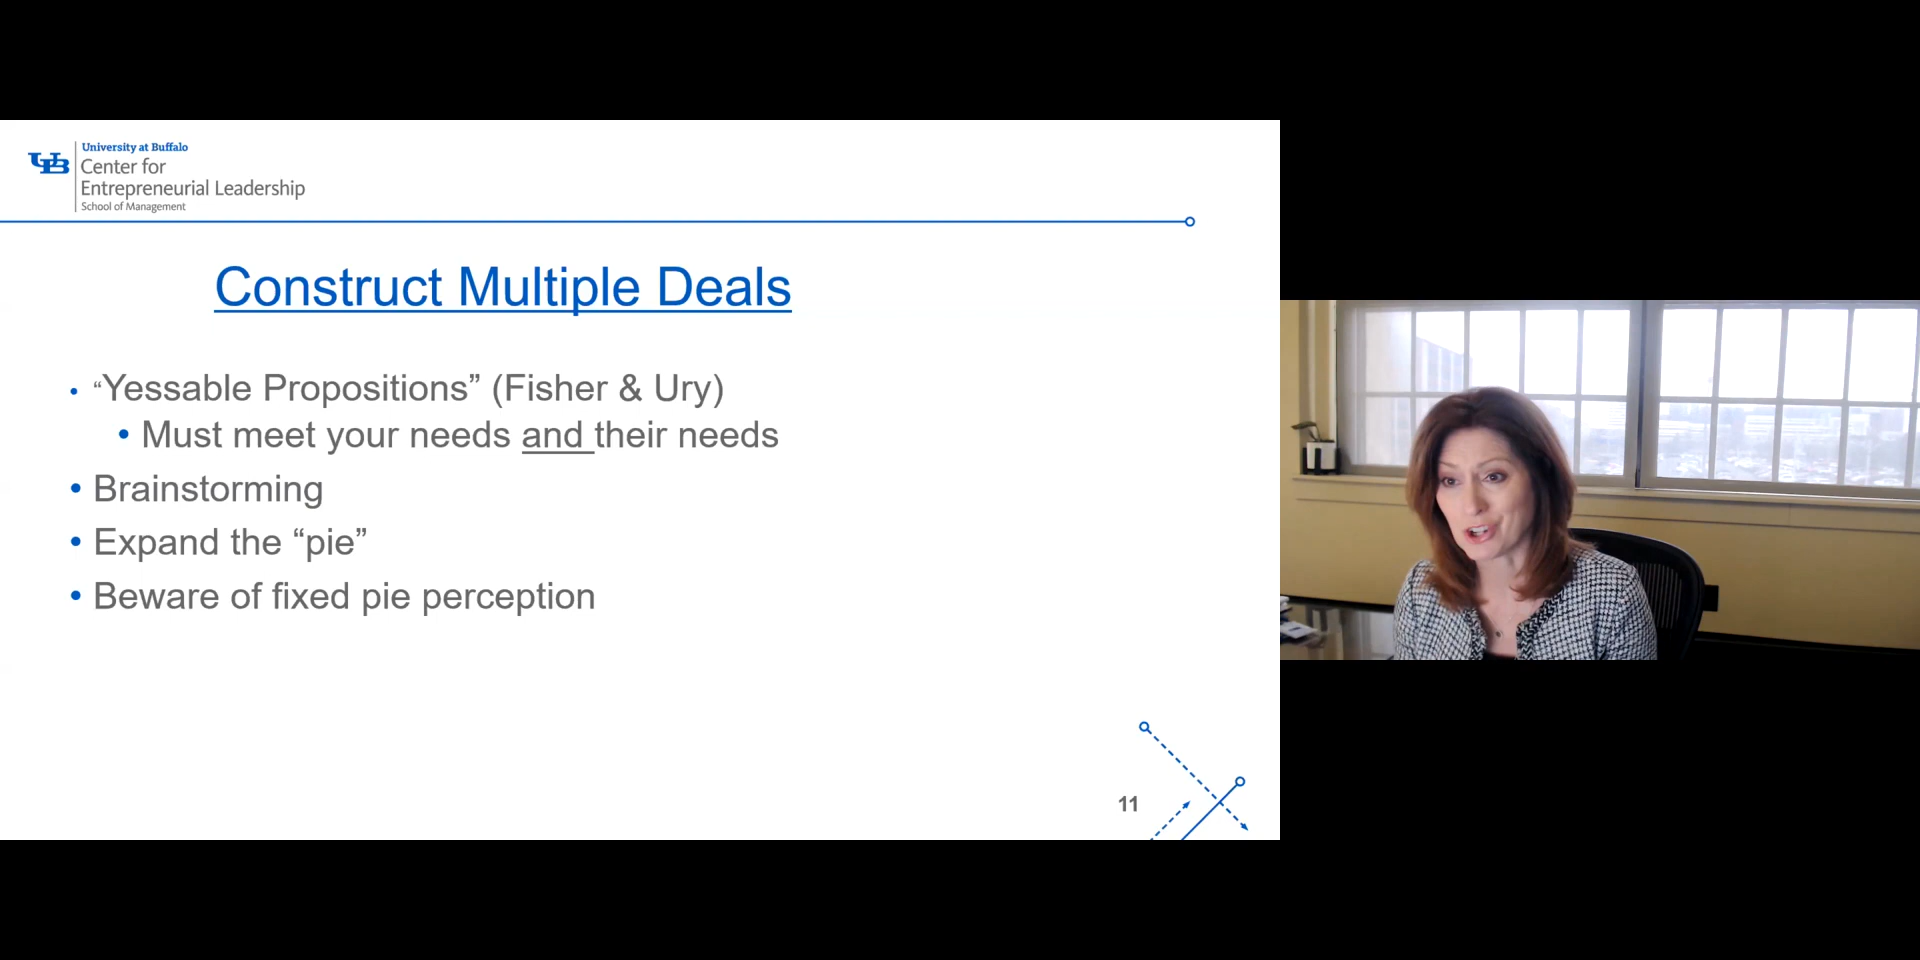 UB
University at Buffalo
Center for
Entrepreneurial Leadership
School of Management
Construct Multiple Deals
• “Yessable Propositions” (Fisher & Ury)
• Must meet your needs and their needs
• Brainstorming
• Expand the “pie”
• Beware of fixed pie perception
11